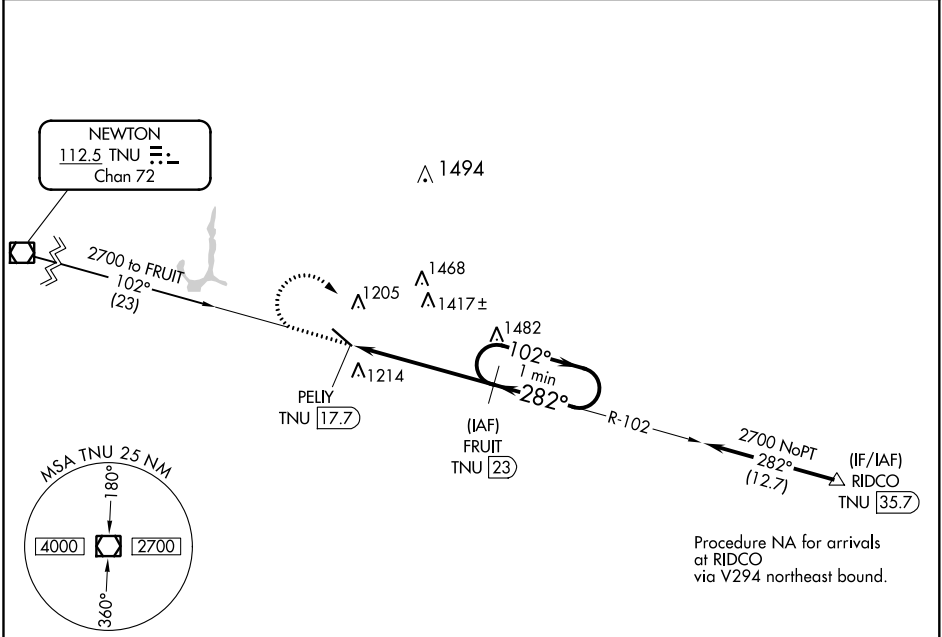 NEWTON
112.5 TNU
Chan 72
1494
2700 to FRUIT
102°
(23)
1205
1468
1417 ±
1482
1214
102°
1 min
282°
PELIY
TNU 17.7
(IAF)
FRUIT
TNU 23
R-102
2700 NoPT
282°
(12.7)
(IF/IAF)
RIDCO
TNU 35.7
MSA TNU 25 NM
180°
4000
2700
360°
Procedure NA for arrivals
at RIDCO
via V294 northeast bound.